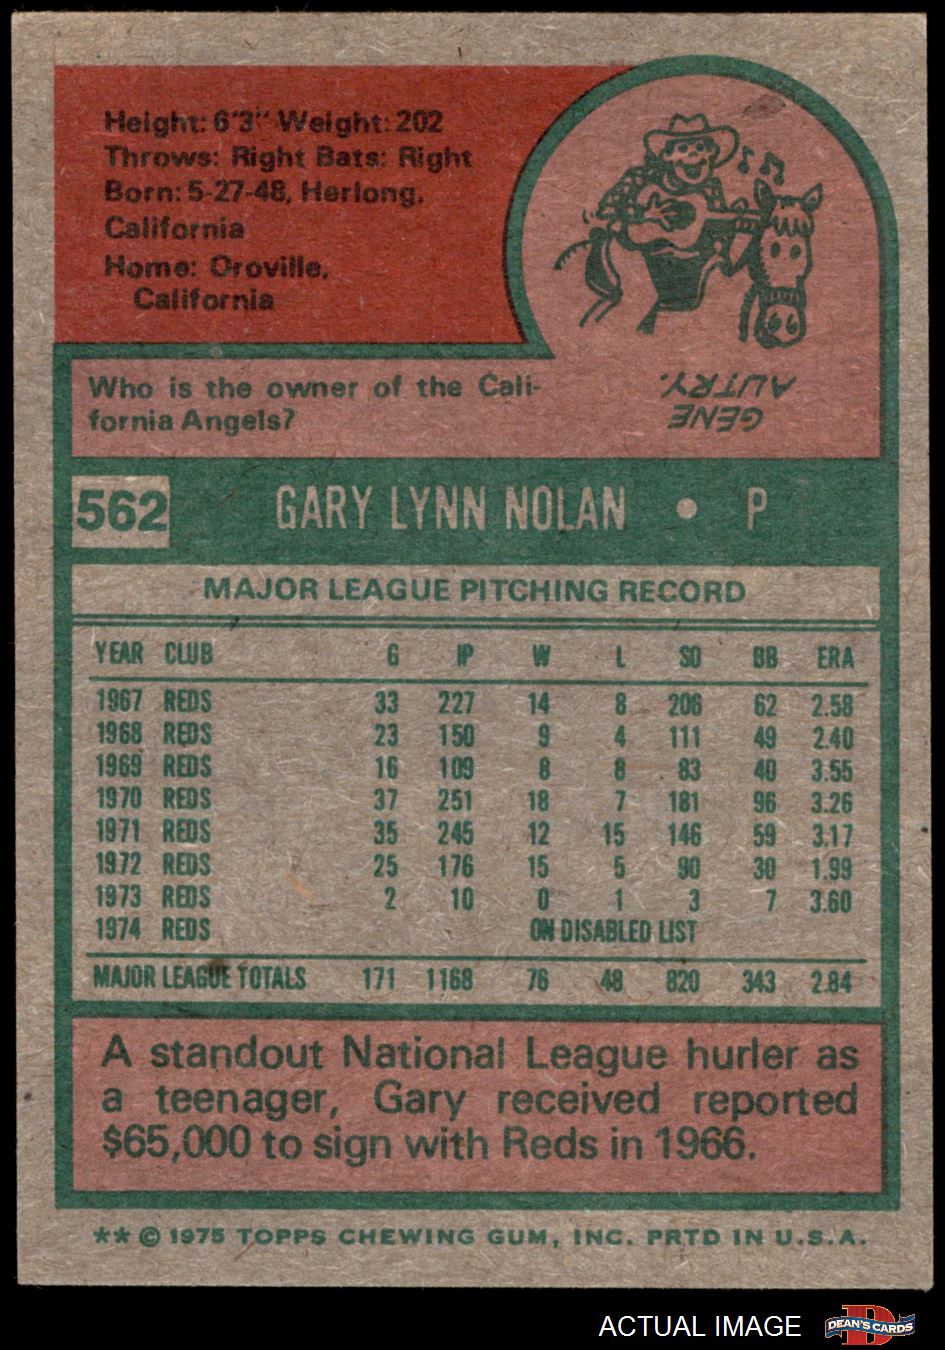 Height: 6'3" Weight: 202
Throws: Right Bats: Right
Born: 5-27-48, Herlong,
California
Home: Oroville,
California
Who is the owner of the Cali-
fornia Angels?
GENE
AUTRY.
562 GARY LYNN NOLAN • P
MAJOR LEAGUE PITCHING RECORD
YEAR CLUB G IP W L SO BB ERA
1967 REDS 33 227 14 8 206 62 2.58
1968 REDS 23 150 9 4 111 49 2.40
1969 REDS 16 109 8 8 83 40 3.55
1970 REDS 37 251 18 7 181 96 3.26
1971 REDS 35 245 12 15 146 59 3.17
1972 REDS 25 176 15 5 90 30 1.99
1973 REDS 2 10 0 1 3 7 3.60
1974 REDS ON DISABLED LIST
MAJOR LEAGUE TOTALS 171 1168 76 48 820 343 2.84
A standout National League hurler as
a teenager, Gary received reported
$65,000 to sign with Reds in 1966.
** © 1975 TOPPS CHEWING GUM, INC. PRTD IN U.S.A.
ACTUAL IMAGE
D
DEAN'S CARDS